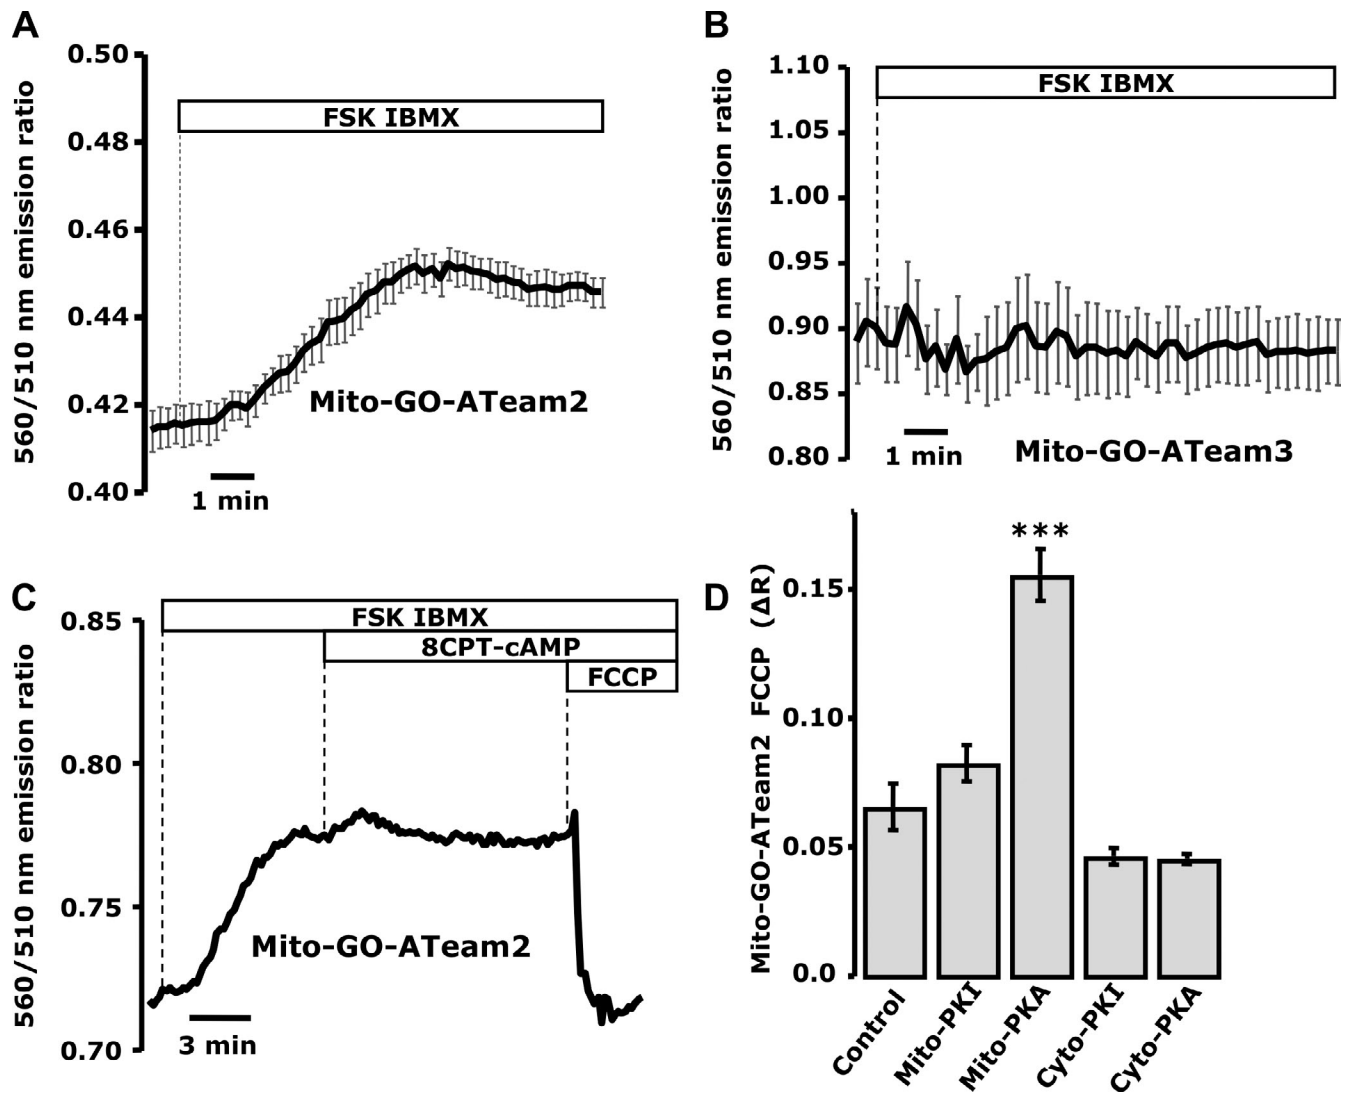 A
560/510 nm emission ratio
0.50
0.48
0.46
0.44
0.42
0.40
FSK IBMX
Mito-GO-ATeam2
1 min
B
560/510 nm emission ratio
1.10
1.05
1.00
0.95
0.90
0.85
0.80
FSK IBMX
1 min
Mito-GO-ATeam3
C
560/510 nm emission ratio
0.85
0.80
0.75
0.70
FSK IBMX
8CPT-cAMP
FCCP
Mito-GO-ATeam2
3 min
D
Mito-GO-ATeam2 FCCP (ΔR)
0.15
0.10
0.05
0.0
***
Control
Mito-PKI
Mito-PKA
Cyto-PKI
Cyto-PKA